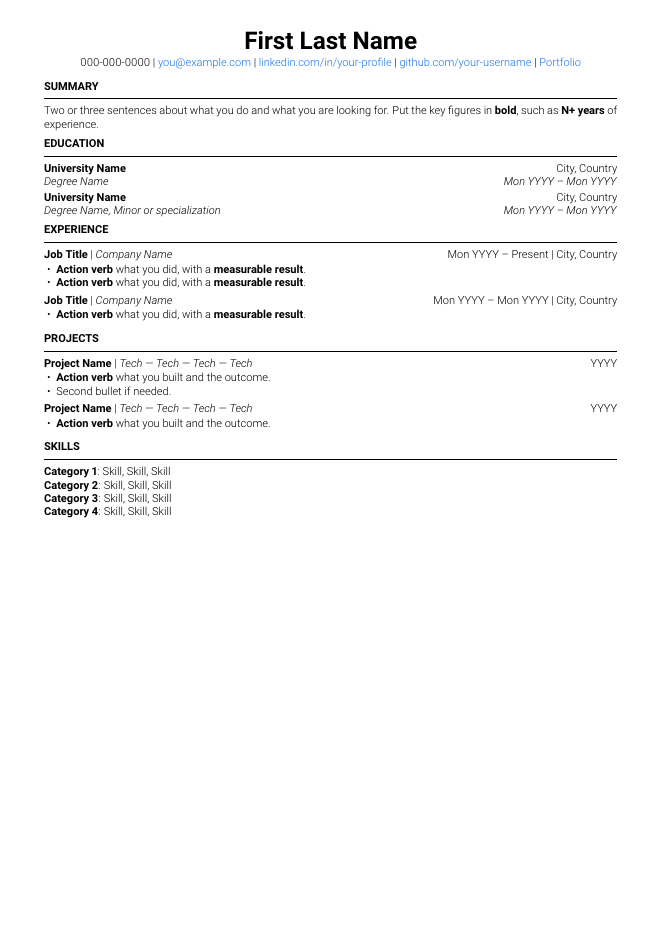 First Last Name
000-000-0000 | you@example.com | linkedin.com/in/your-profile | github.com/your-username | Portfolio
SUMMARY
Two or three sentences about what you do and what you are looking for. Put the key figures in bold, such as N+ years of
experience.
EDUCATION
University Name City, Country
Degree Name Mon YYYY – Mon YYYY
University Name City, Country
Degree Name, Minor or specialization Mon YYYY – Mon YYYY
EXPERIENCE
Job Title | Company Name Mon YYYY – Present | City, Country
• Action verb what you did, with a measurable result.
• Action verb what you did, with a measurable result.
Job Title | Company Name Mon YYYY – Mon YYYY | City, Country
• Action verb what you did, with a measurable result.
PROJECTS
Project Name | Tech — Tech — Tech — Tech YYYY
• Action verb what you built and the outcome.
• Second bullet if needed.
Project Name | Tech — Tech — Tech — Tech YYYY
• Action verb what you built and the outcome.
SKILLS
Category 1: Skill, Skill, Skill
Category 2: Skill, Skill, Skill
Category 3: Skill, Skill, Skill
Category 4: Skill, Skill, Skill